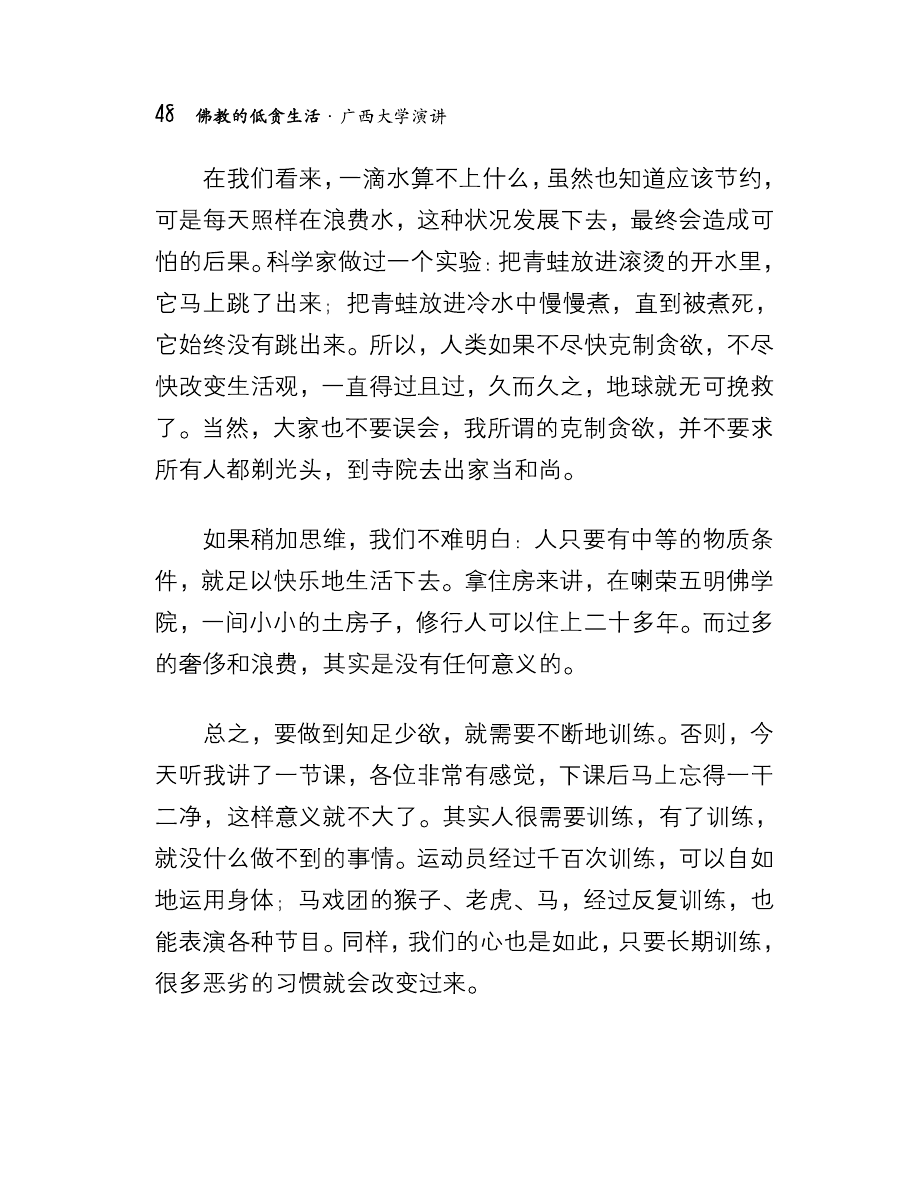 48 佛教的低贪生活·广西大学演讲
在我们看来，一滴水算不上什么，虽然也知道应该节约，
可是每天照样在浪费水，这种状况发展下去，最终会造成可
怕的后果。科学家做过一个实验：把青蛙放进滚烫的开水里，
它马上跳了出来；把青蛙放进冷水中慢慢煮，直到被煮死，
它始终没有跳出来。所以，人类如果不尽快克制贪欲，不尽
快改变生活观，一直得过且过，久而久之，地球就无可挽救
了。当然，大家也不要误会，我所谓的克制贪欲，并不要求
所有人都剃光头，到寺院去出家当和尚。
如果稍加思维，我们不难明白：人只要有中等的物质条
件，就足以快乐地生活下去。拿住房来讲，在喇荣五明佛学
院，一间小小的土房子，修行人可以住上二十多年。而过多
的奢侈和浪费，其实是没有任何意义的。
总之，要做到知足少欲，就需要不断地训练。否则，今
天听我讲了一节课，各位非常有感觉，下课后马上忘得一干
二净，这样意义就不大了。其实人很需要训练，有了训练，
就没什么做不到的事情。运动员经过千百次训练，可以自如
地运用身体；马戏团的猴子、老虎、马，经过反复训练，也
能表演各种节目。同样，我们的心也是如此，只要长期训练，
很多恶劣的习惯就会改变过来。